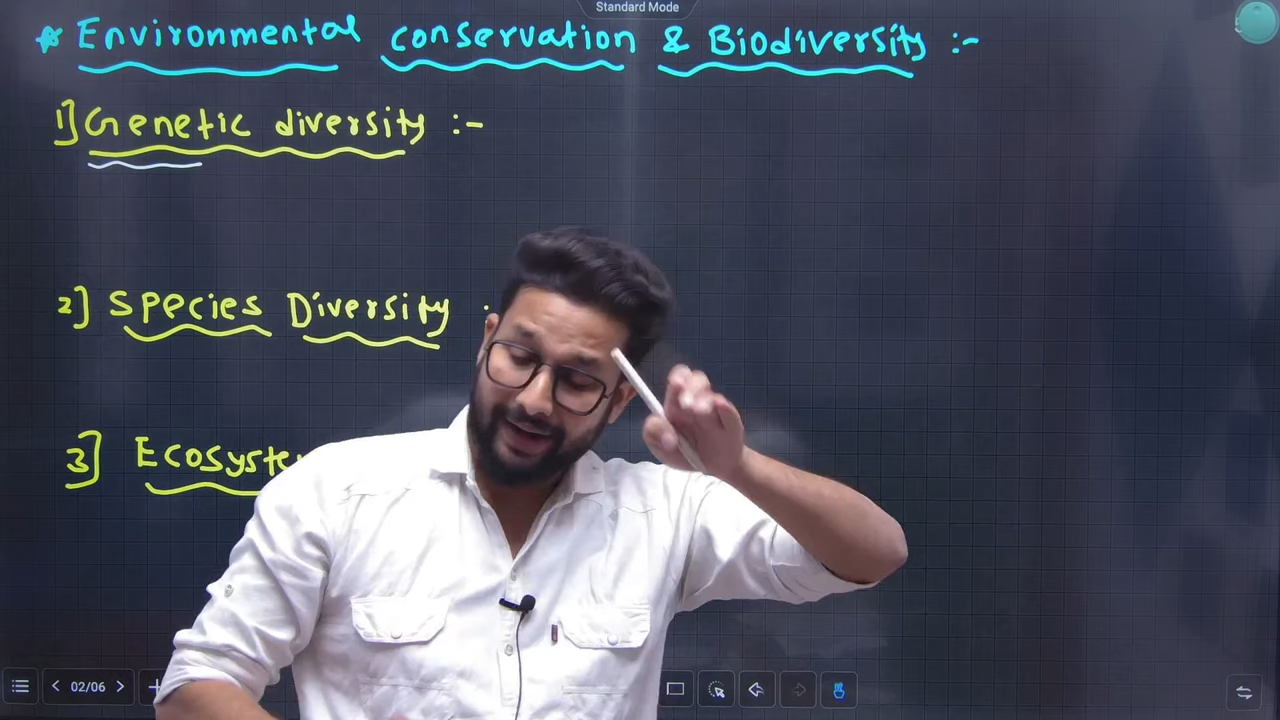 Standard Mode
* Environmental conservation & Biodiversity :-
1] Genetic diversity :-
2] Species Diversity
3] Ecosyste
02/06